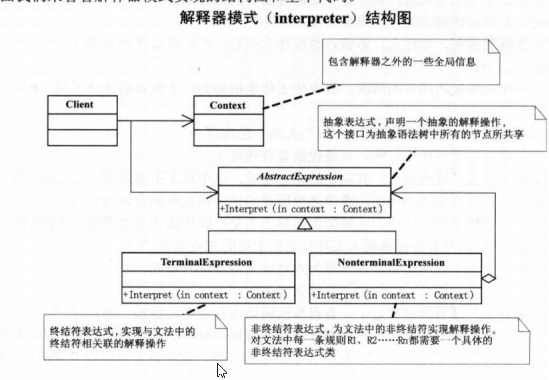 解释器模式（interpreter）结构图
包含解释器之外的一些全局信息
Client
Context
抽象表达式，声明一个抽象的解释操作，
这个接口为抽象语法树中所有的节点所共享
AbstractExpression
+Interpret(in context : Context)
TerminalExpression
+Interpret(in context : Context)
NonterminalExpression
+Interpret(in context : Context)
终结符表达式，实现与文法中的
终结符相关联的解释操作
非终结符表达式，为文法中的非终结符实现解释操作。
对文法中每一条规则R1、R2……Rn都需要一个具体的
非终结符表达式类